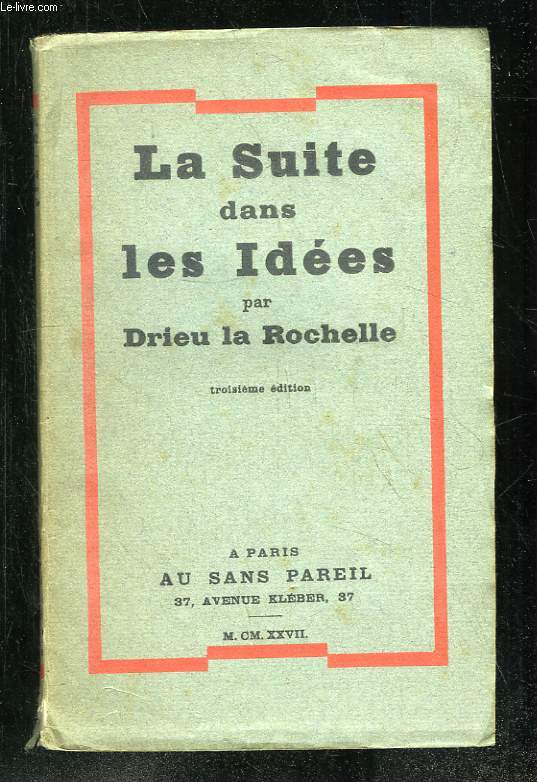 Le-livre.com
La Suite
dans
les Idées
par
Drieu la Rochelle
troisième édition
A PARIS
AU SANS PAREIL
37, AVENUE KLÉBER, 37
M. CM. XXVII.